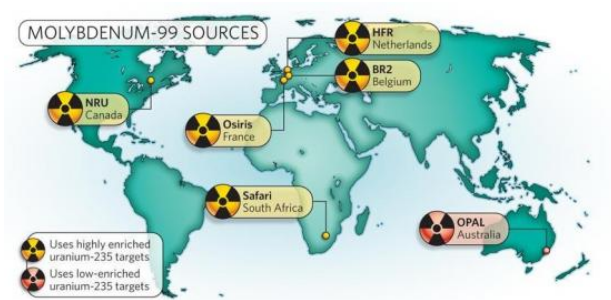 MOLYBDENUM-99 SOURCES
HFR
Netherlands
BR2
Belgium
NRU
Canada
Osiris
France
Safari
South Africa
OPAL
Australia
Uses highly enriched
uranium-235 targets
Uses low-enriched
uranium-235 targets